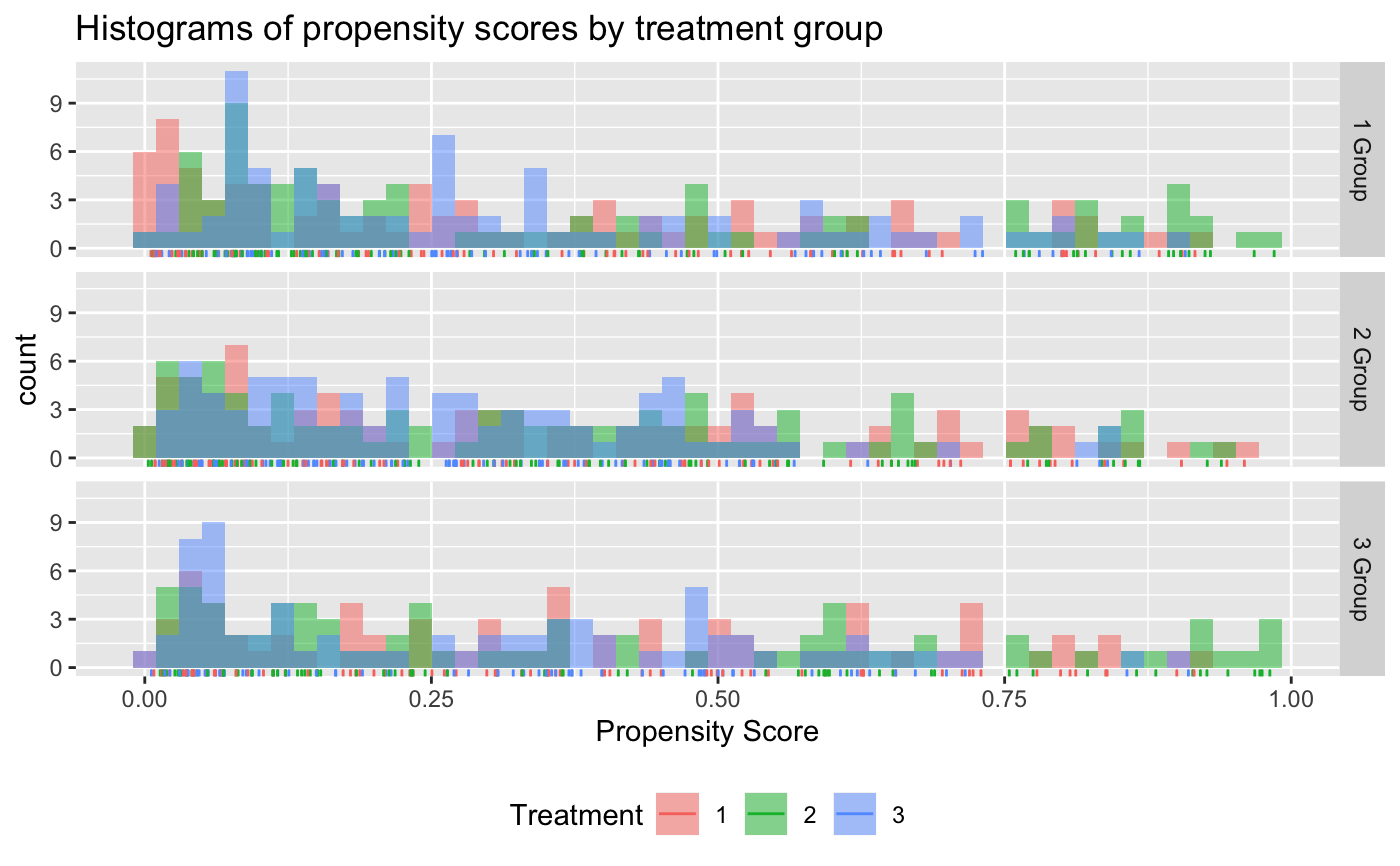 Histograms of propensity scores by treatment group
9
6
3
0
1 Group
9
6
3
0
2 Group
count
9
6
3
0
3 Group
0.00 0.25 0.50 0.75 1.00
Propensity Score
Treatment 1 2 3